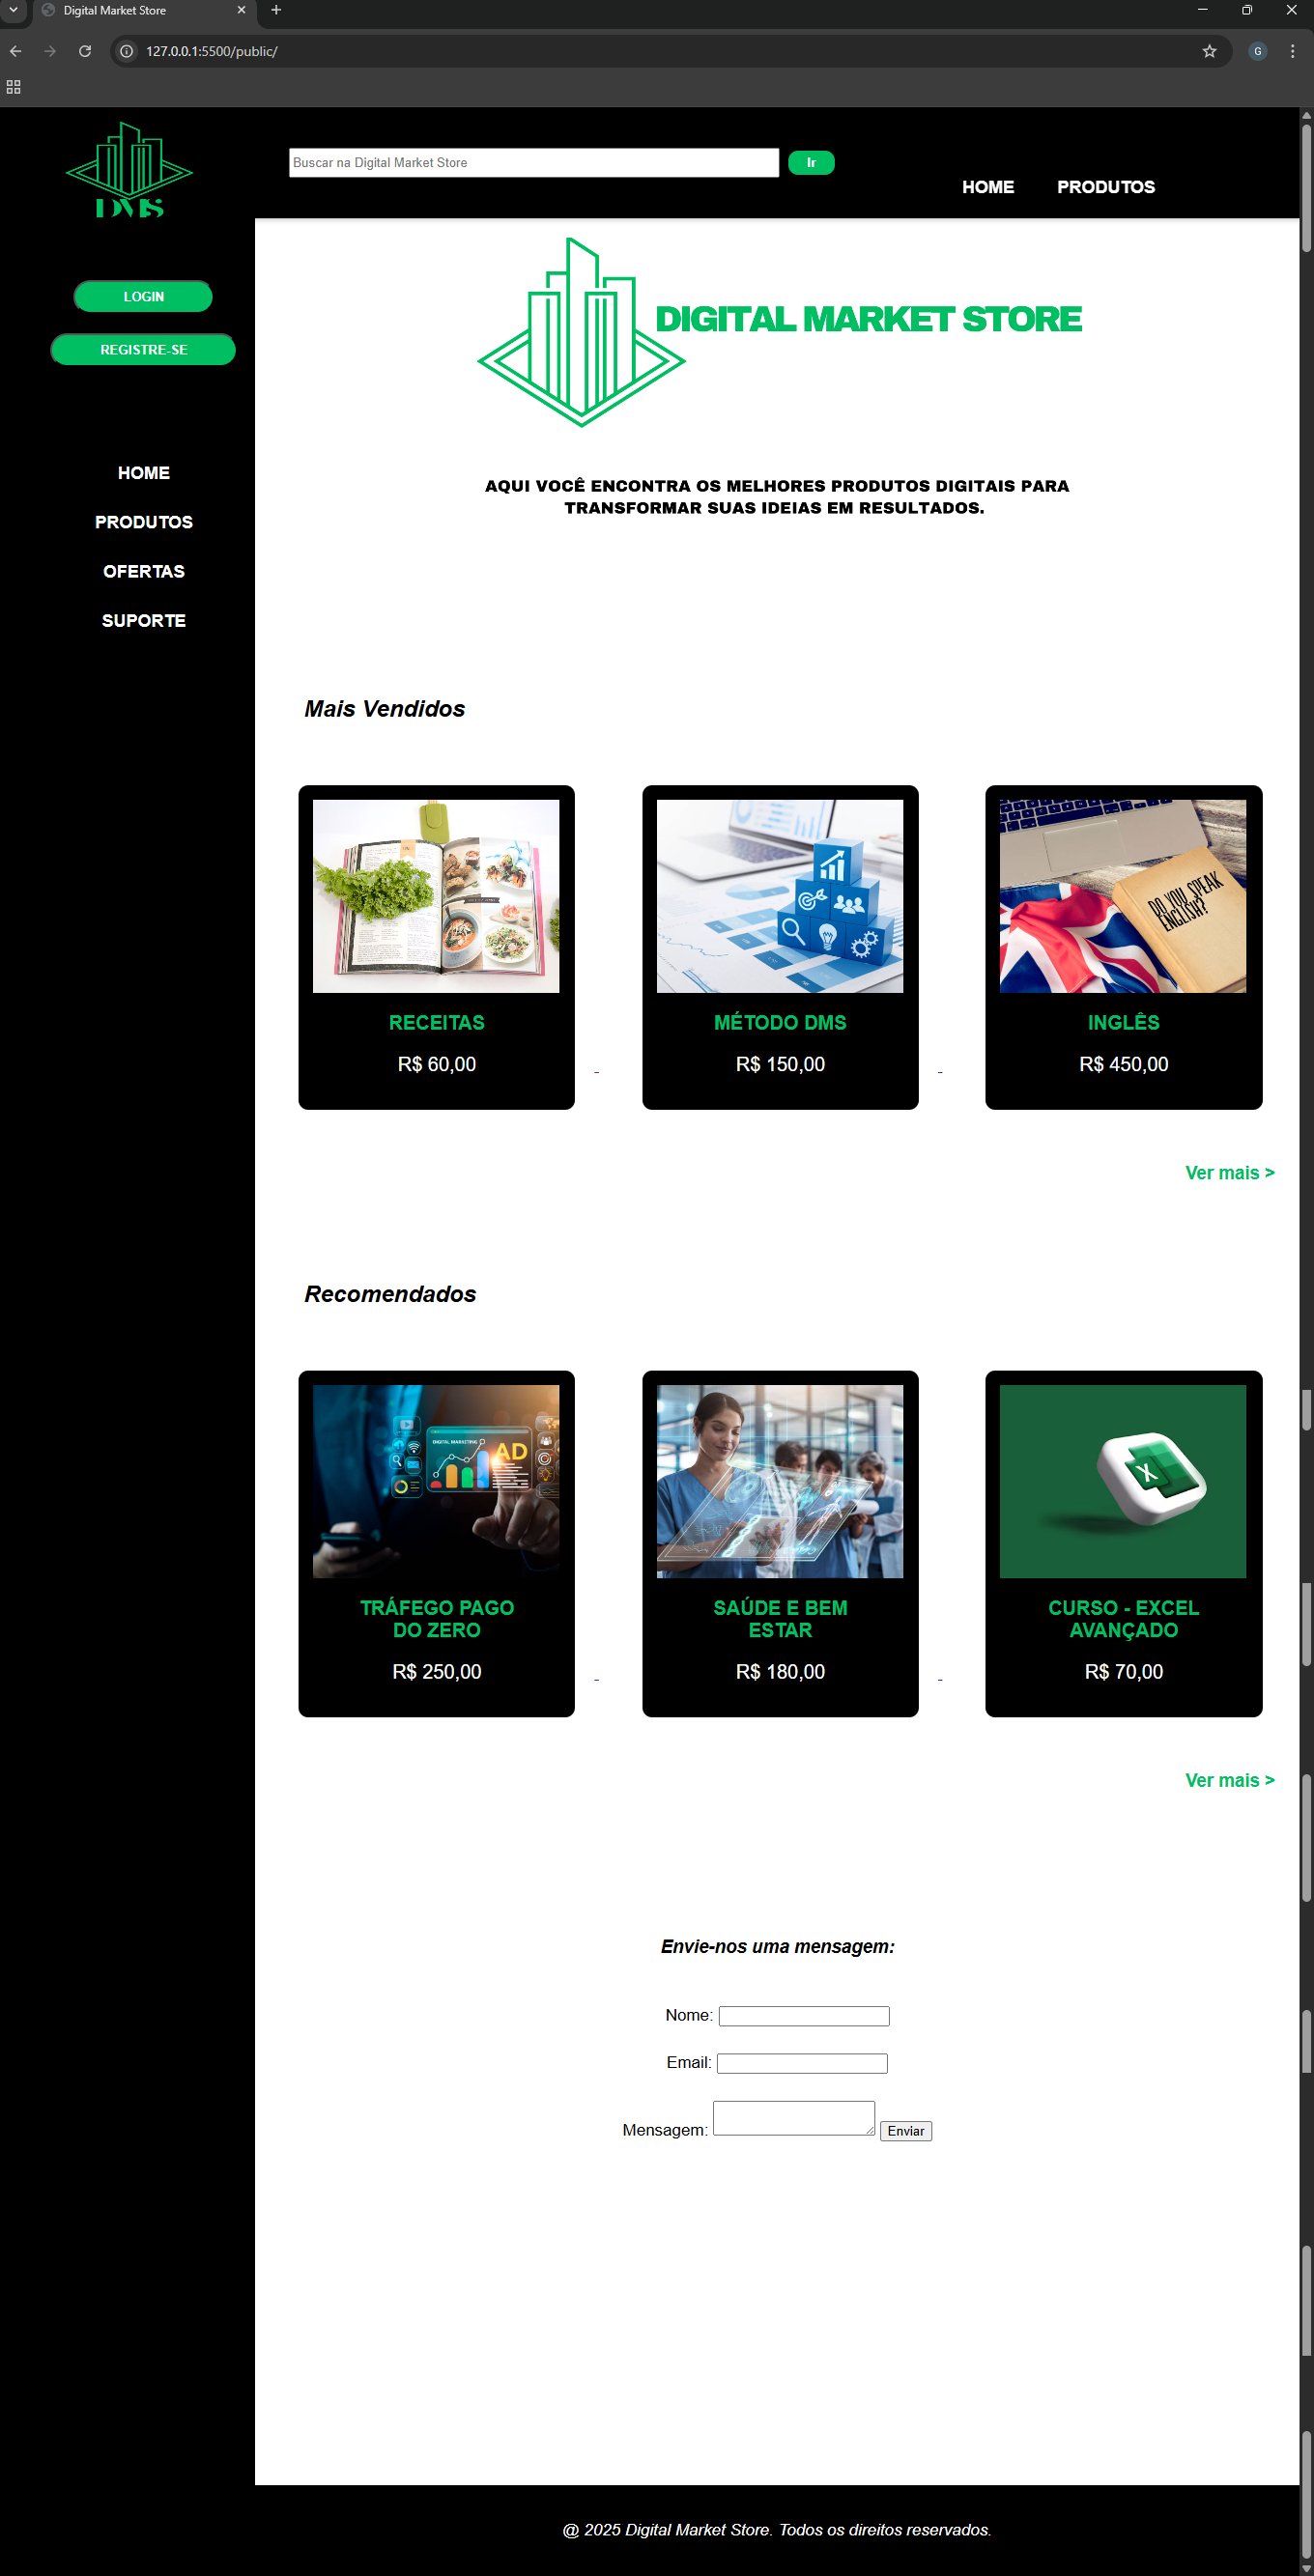 Digital Market Store
127.0.0.1:5500/public/
G
DMS
Buscar na Digital Market Store
Ir
HOME
PRODUTOS
LOGIN
REGISTRE-SE
HOME
PRODUTOS
OFERTAS
SUPORTE
DIGITAL MARKET STORE
AQUI VOCÊ ENCONTRA OS MELHORES PRODUTOS DIGITAIS PARA
TRANSFORMAR SUAS IDEIAS EM RESULTADOS.
Mais Vendidos
DO YOU SPEAK
ENGLISH?
RECEITAS
R$ 60,00
MÉTODO DMS
R$ 150,00
INGLÊS
R$ 450,00
Ver mais >
Recomendados
DIGITAL MARKETING
AD
X
TRÁFEGO PAGO
DO ZERO
R$ 250,00
SAÚDE E BEM
ESTAR
R$ 180,00
CURSO - EXCEL
AVANÇADO
R$ 70,00
Ver mais >
Envie-nos uma mensagem:
Nome:
Email:
Mensagem:
Enviar
@ 2025 Digital Market Store. Todos os direitos reservados.